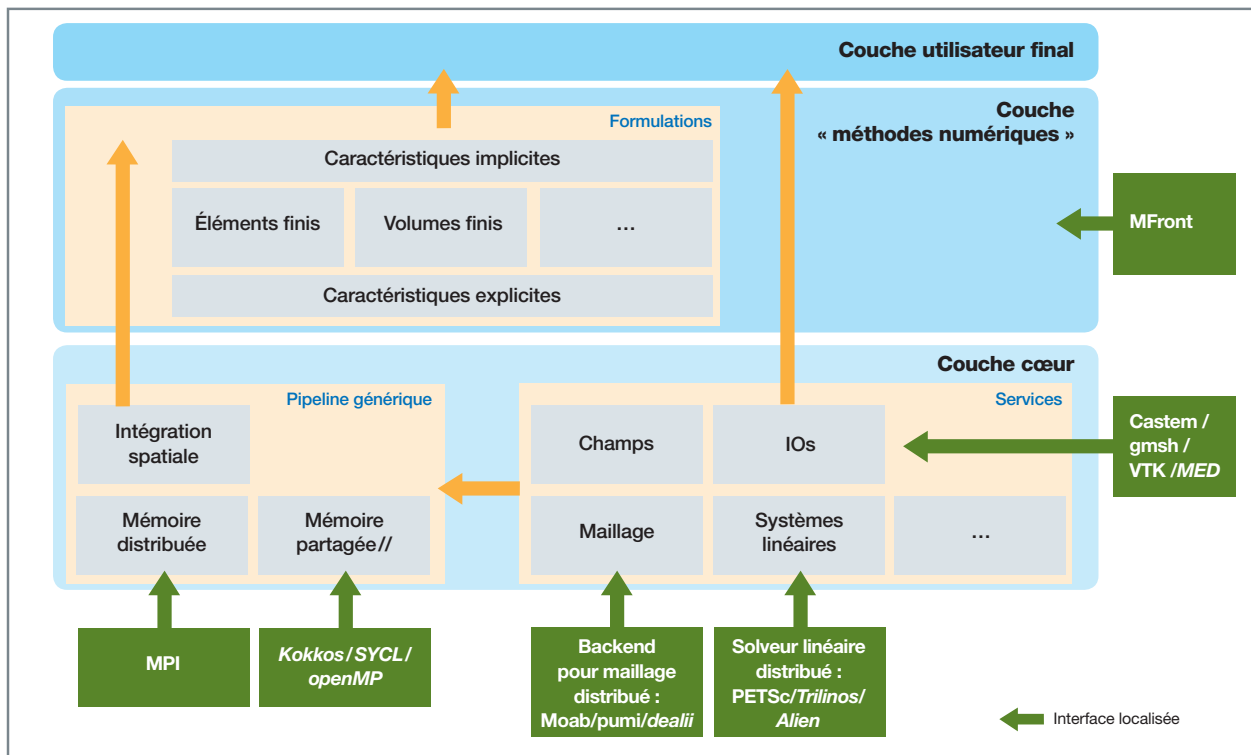 Couche utilisateur final
Couche
« méthodes numériques »
Formulations
Caractéristiques implicites
Éléments finis
Volumes finis
...
Caractéristiques explicites
MFront
Couche cœur
Pipeline générique
Services
Intégration
spatiale
Champs
IOs
Castem /
gmsh /
VTK /MED
Mémoire
distribuée
Mémoire
partagée//
Maillage
Systèmes
linéaires
...
MPI
Kokkos/SYCL/
openMP
Backend
pour maillage
distribué :
Moab/pumi/dealii
Solveur linéaire
distribué :
PETSc/Trilinos/
Alien
Interface localisée